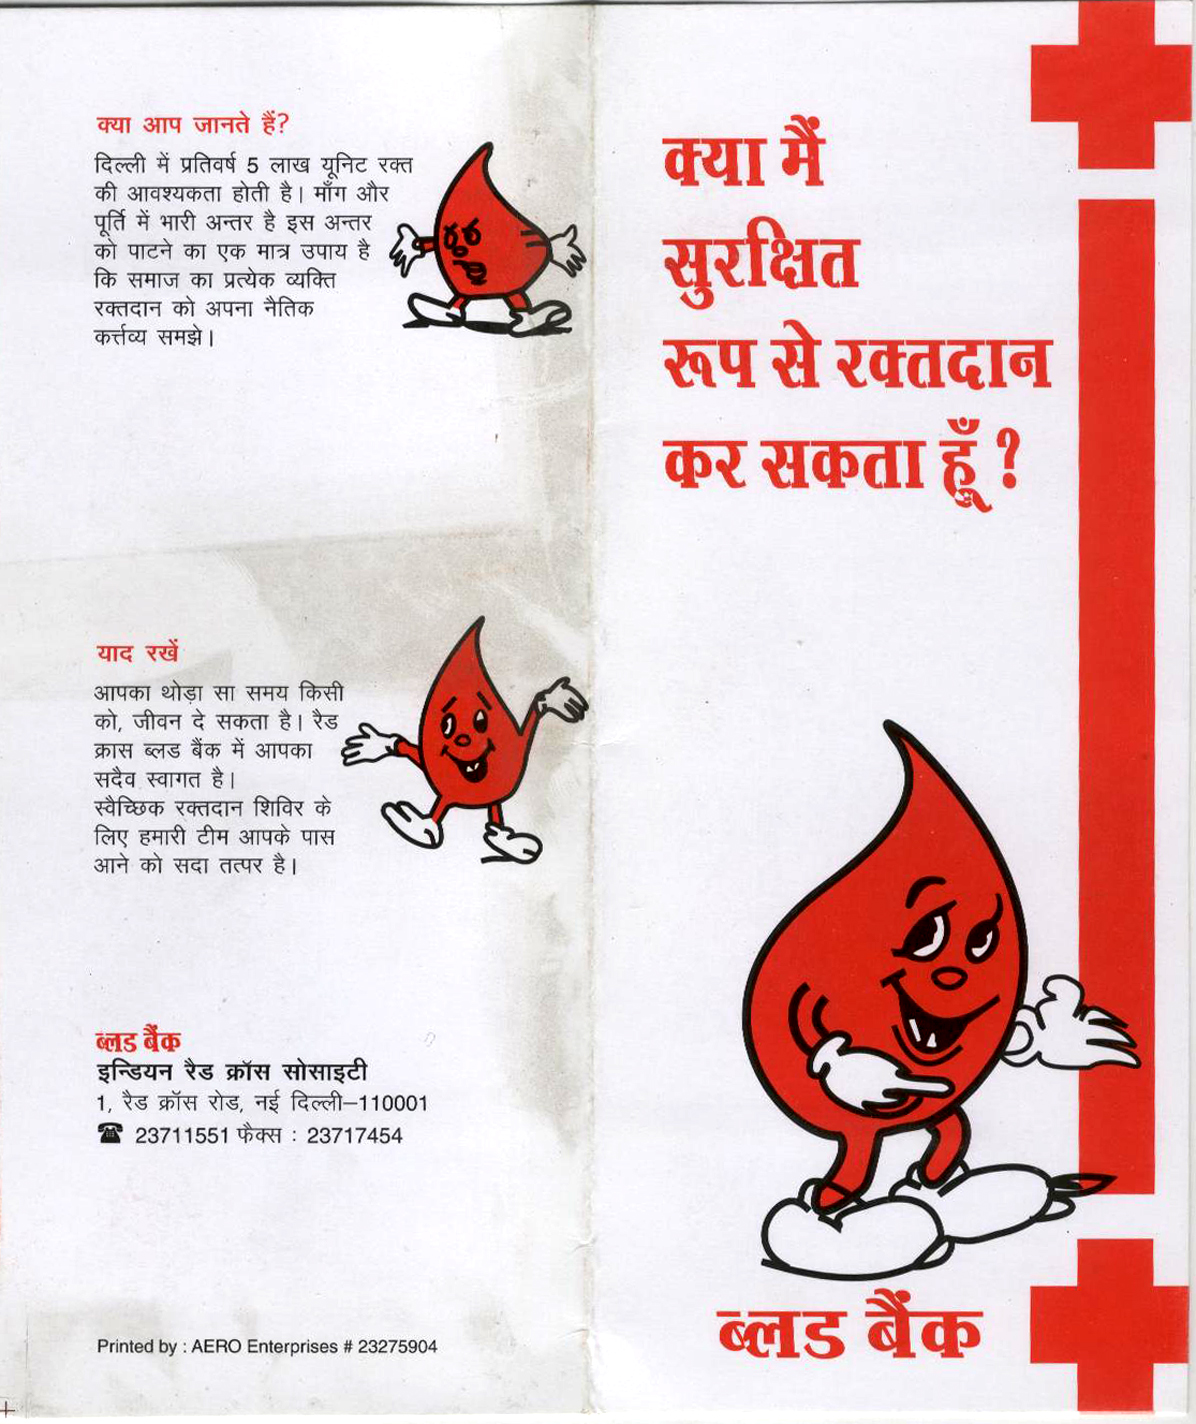 क्या आप जानते हैं?
दिल्ली में प्रतिवर्ष 5 लाख यूनिट रक्त
की आवश्यकता होती है। माँग और
पूर्ति में भारी अन्तर है इस अन्तर
को पाटने का एक मात्र उपाय है
कि समाज का प्रत्येक व्यक्ति
रक्तदान को अपना नैतिक
कर्त्तव्य समझे।
याद रखें
आपका थोड़ा सा समय किसी
को, जीवन दे सकता है। रैड
क्रास ब्लड बैंक में आपका
सदैव स्वागत है।
स्वैच्छिक रक्तदान शिविर के
लिए हमारी टीम आपके पास
आने को सदा तत्पर है।
ब्लड बैंक
इन्डियन रैड क्रॉस सोसाइटी
1, रैड क्रॉस रोड, नई दिल्ली–110001
☎ 23711551 फैक्स : 23717454
Printed by : AERO Enterprises # 23275904
क्या मैं
सुरक्षित
रूप से रक्तदान
कर सकता हूँ ?
ब्लड बैंक